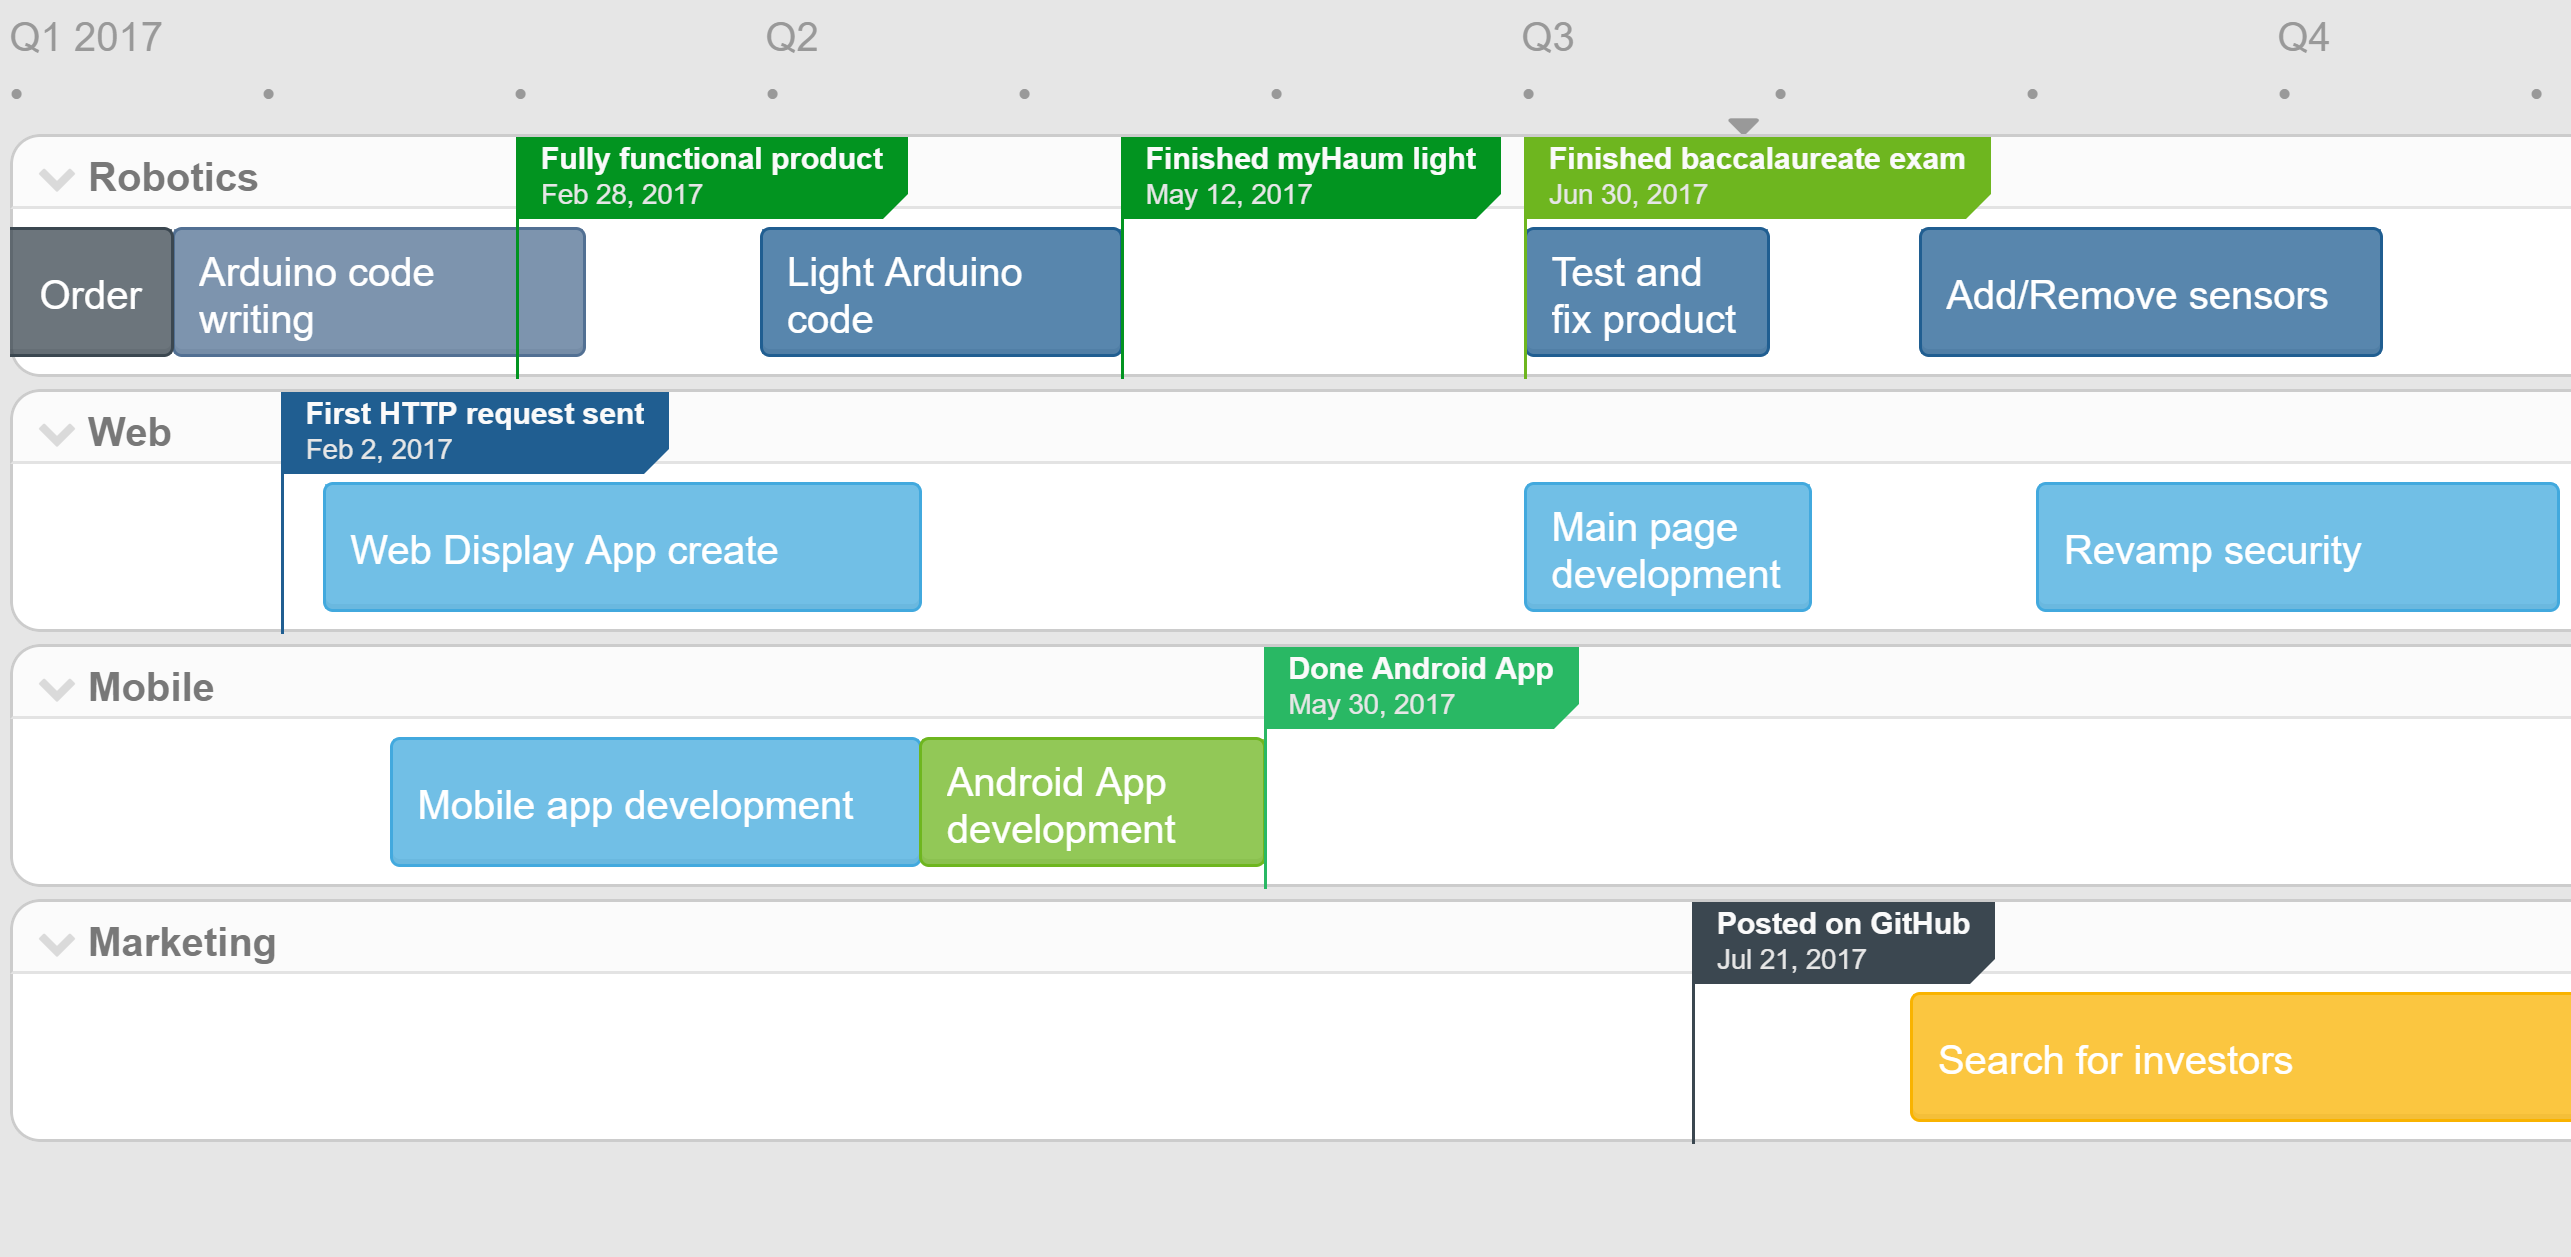 Q1 2017 Q2 Q3 Q4
Robotics
Fully functional product
Feb 28, 2017
Finished myHaum light
May 12, 2017
Finished baccalaureate exam
Jun 30, 2017
Order
Arduino code
writing
Light Arduino
code
Test and
fix product
Add/Remove sensors
Web
First HTTP request sent
Feb 2, 2017
Web Display App create
Main page
development
Revamp security
Mobile
Done Android App
May 30, 2017
Mobile app development
Android App
development
Marketing
Posted on GitHub
Jul 21, 2017
Search for investors